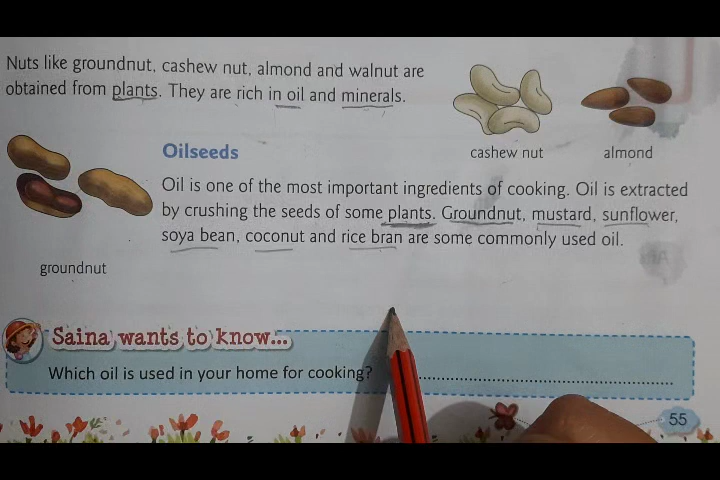 Nuts like groundnut, cashew nut, almond and walnut are
obtained from plants. They are rich in oil and minerals.
cashew nut
almond
Oilseeds
Oil is one of the most important ingredients of cooking. Oil is extracted
by crushing the seeds of some plants. Groundnut, mustard, sunflower,
soya bean, coconut and rice bran are some commonly used oil.
groundnut
Saina wants to know...
Which oil is used in your home for cooking?
55